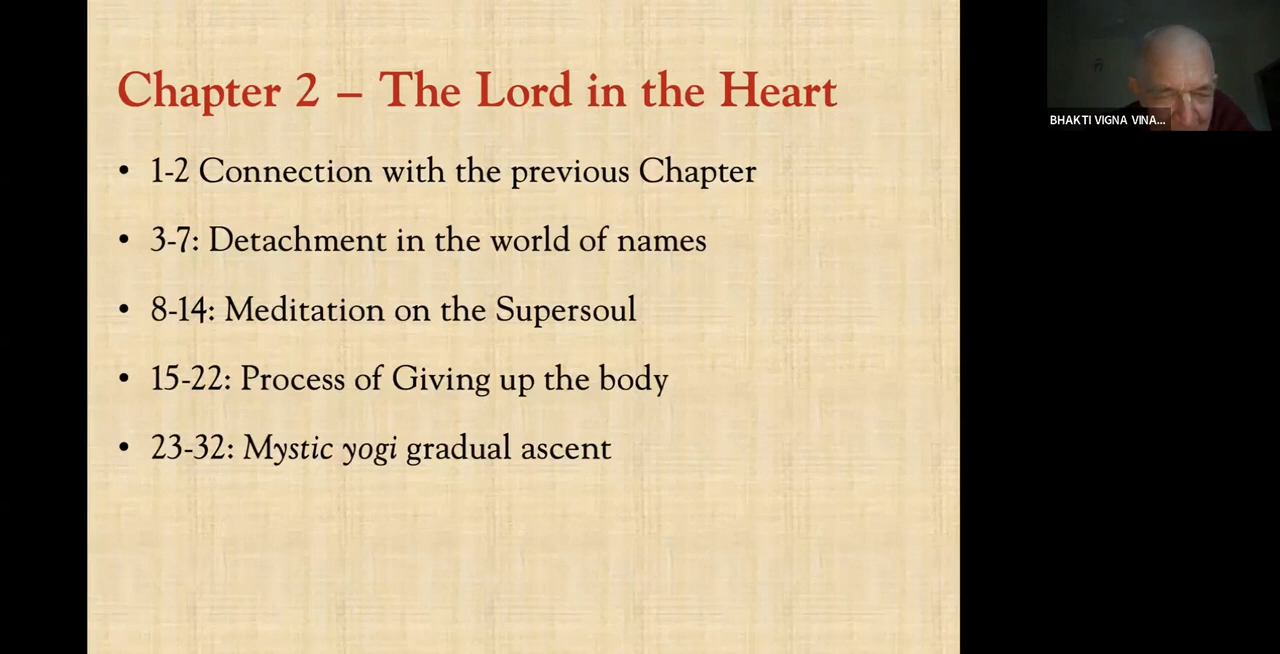 Chapter 2 – The Lord in the Heart
• 1-2 Connection with the previous Chapter
• 3-7: Detachment in the world of names
• 8-14: Meditation on the Supersoul
• 15-22: Process of Giving up the body
• 23-32: Mystic yogi gradual ascent
BHAKTI VIGNA VINA...